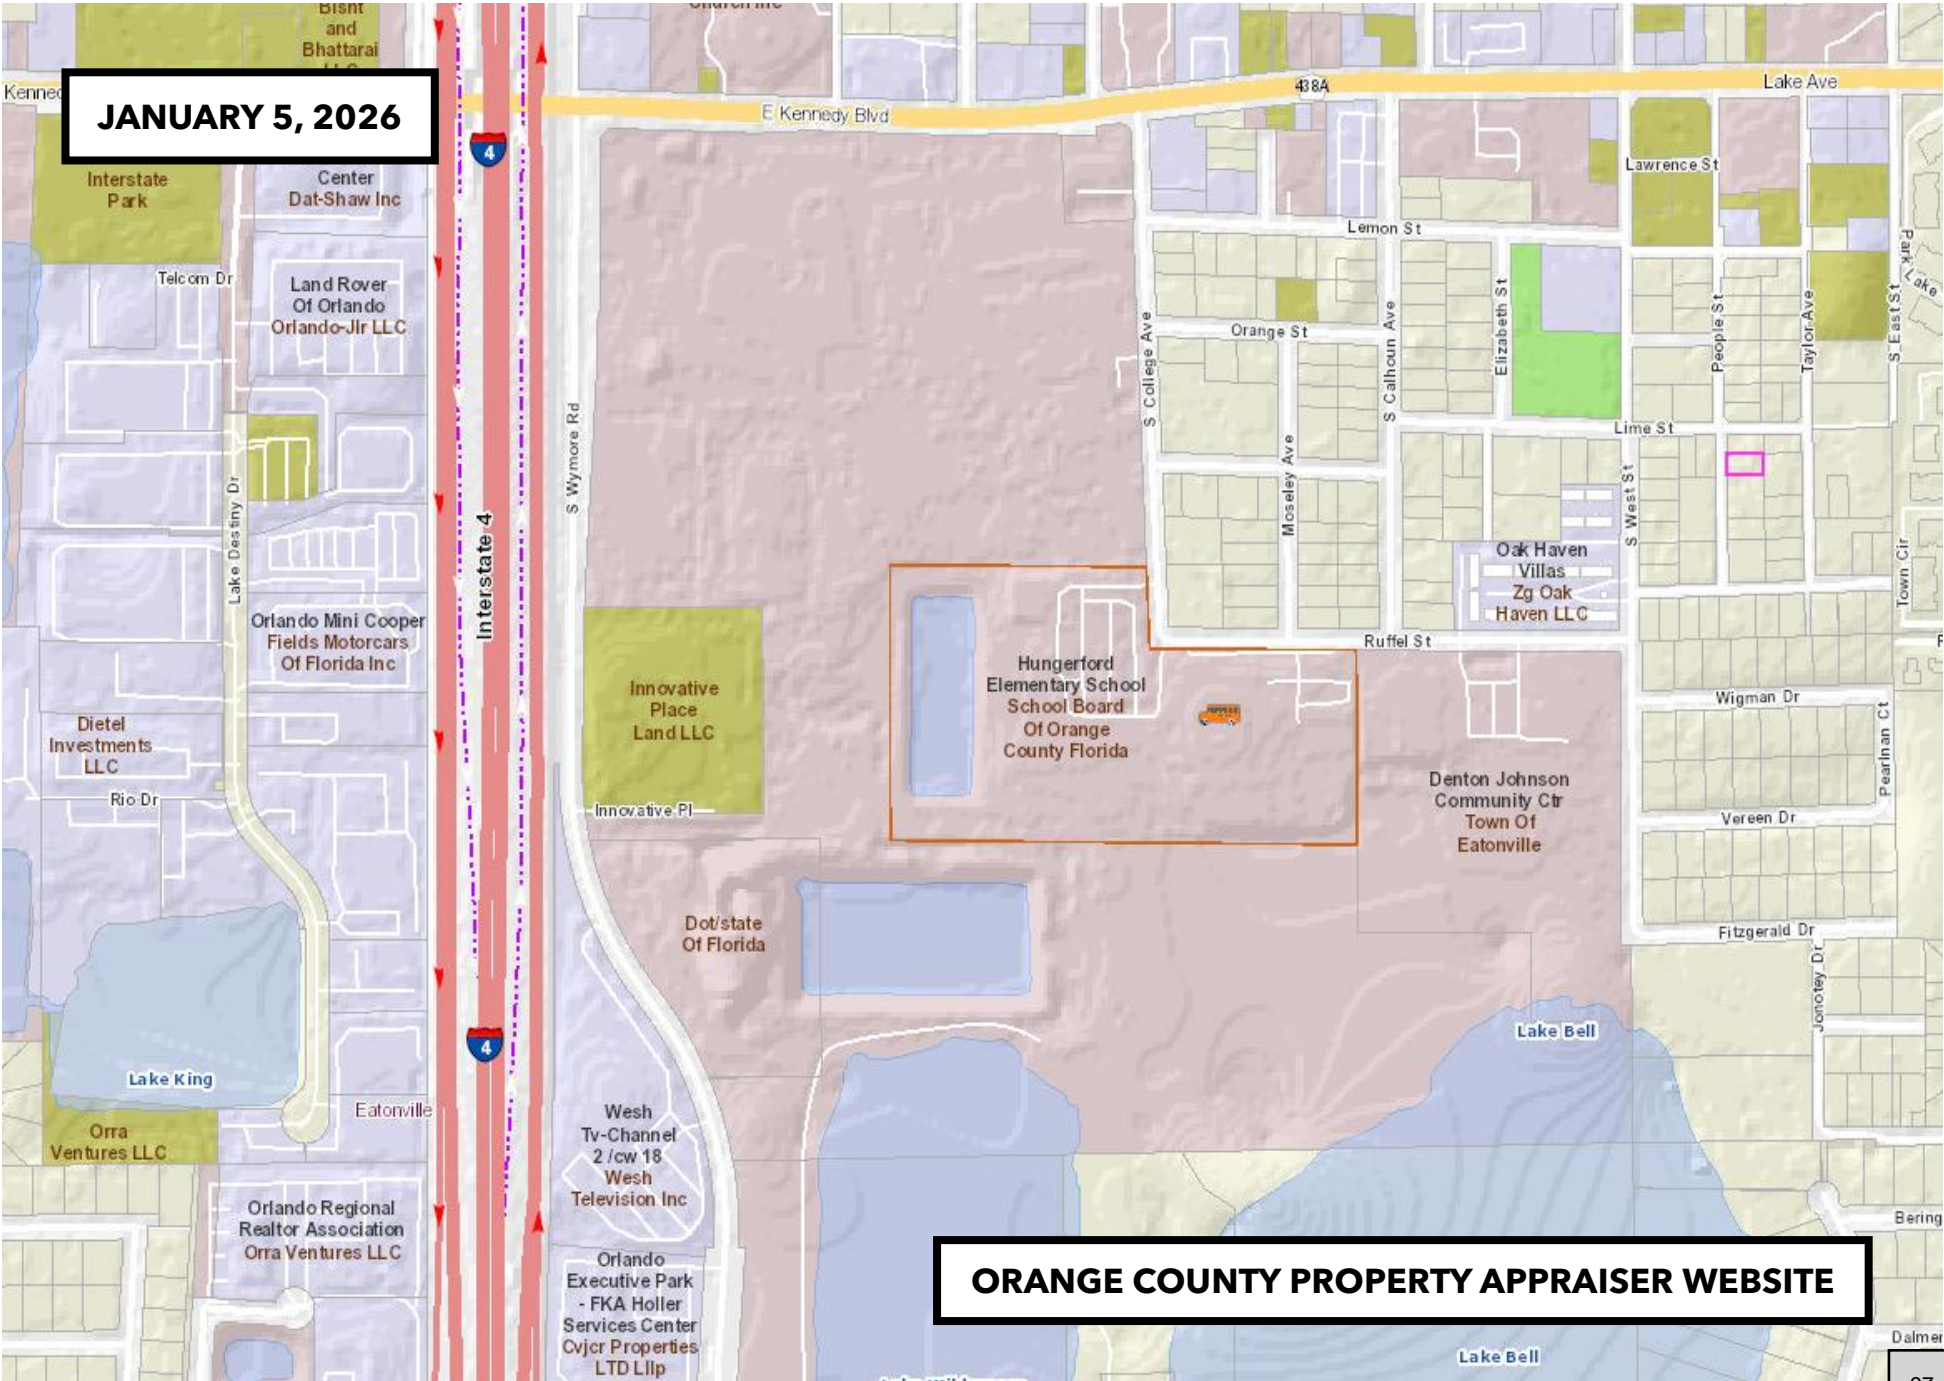 Church Inc
Bisht
and
Bhattarai
LLC
438A
Lake Ave
E Kennedy Blvd
JANUARY 5, 2026
4
Interstate
Park
Center
Dat-Shaw Inc
Lawrence St
Lemon St
Park Lake
Telcom Dr
Land Rover
Of Orlando
Orlando-Jlr LLC
S College Ave
Orange St
S Calhoun Ave
Elizabeth St
People St
Taylor Ave
S East St
S Wymore Rd
Lime St
Moseley Ave
S West St
Lake Destiny Dr
Interstate 4
Oak Haven
Villas
Zg Oak
Haven LLC
Town Cir
Orlando Mini Cooper
Fields Motorcars
Of Florida Inc
Ruffel St
Hungerford
Elementary School
School Board
Of Orange
County Florida
Innovative
Place
Land LLC
Wigman Dr
Pearlnan Ct
Dietel
Investments
LLC
Rio Dr
Innovative Pl
Denton Johnson
Community Ctr
Town Of
Eatonville
Vereen Dr
Dot/state
Of Florida
Fitzgerald Dr
Jonotey Dr
Lake Bell
4
Lake King
Eatonville
Orra
Ventures LLC
Wesh
Tv-Channel
2 /cw 18
Wesh
Television Inc
Orlando Regional
Realtor Association
Orra Ventures LLC
Bering
Orlando
Executive Park
- FKA Holler
Services Center
Cvjcr Properties
LTD Lllp
ORANGE COUNTY PROPERTY APPRAISER WEBSITE
Lake Bell
Dalmer